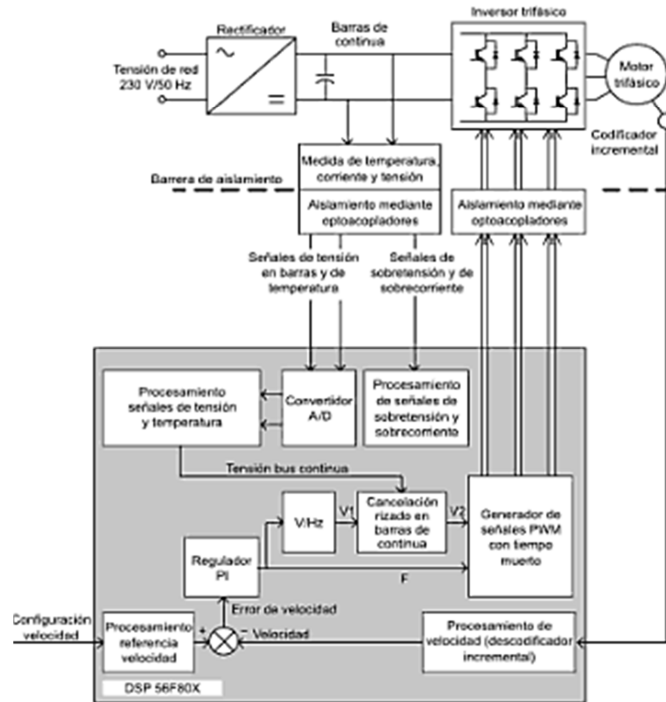 Rectificador
Barras de
continua
Inversor trifásico
Tensión de red
230 V/50 Hz
Motor
trifásico
Codificador
incremental
Medida de temperatura,
corriente y tensión
Barrera de aislamiento
Aislamiento mediante
optoacopladores
Aislamiento mediante
optoacopladores
Señales de tensión
en barras y de
temperatura
Señales de
sobretensión y de
sobrecorriente
Procesamiento
señales de tensión
y temperatura
Convertidor
A/D
Procesamiento
de señales de
sobretensión y
sobrecorriente
Tensión bus continua
V/Hz
V1
Cancelación
rizado en
barras de
continua
V2
Generador de
señales PWM
con tiempo
muerto
Regulador
PI
F
Error de velocidad
Configuración
velocidad
Procesamiento
referencia
velocidad
+
−
Velocidad
Procesamiento de
velocidad (descodificador
incremental)
DSP 56F80X